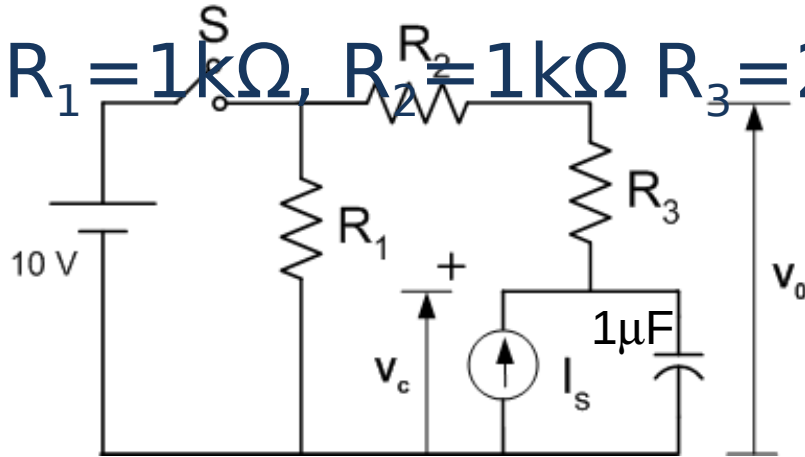 S
R₂
R₁=1kΩ, R₂=1kΩ R₃=2
R₃
R₁
10 V
+
V₀
1μF
Vc
Iₛ